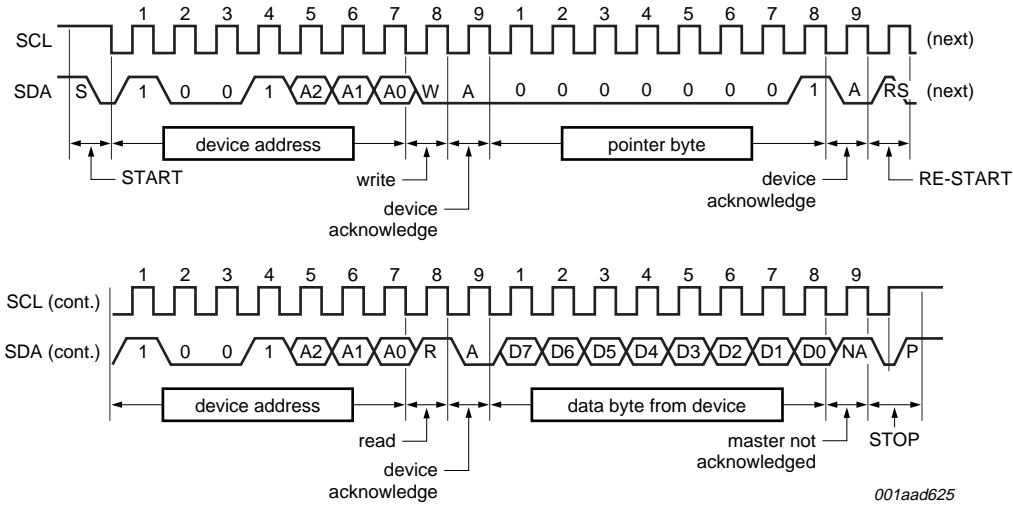 1 2 3 4 5 6 7 8 9 1 2 3 4 5 6 7 8 9
SCL (next)
SDA S 1 0 0 1 A2 A1 A0 W A 0 0 0 0 0 0 0 1 A RS (next)
device address pointer byte
START write device RE-START
device acknowledge
acknowledge
1 2 3 4 5 6 7 8 9 1 2 3 4 5 6 7 8 9
SCL (cont.)
SDA (cont.) 1 0 0 1 A2 A1 A0 R A D7 D6 D5 D4 D3 D2 D1 D0 NA P
device address data byte from device
read master not STOP
device acknowledged
acknowledge
001aad625